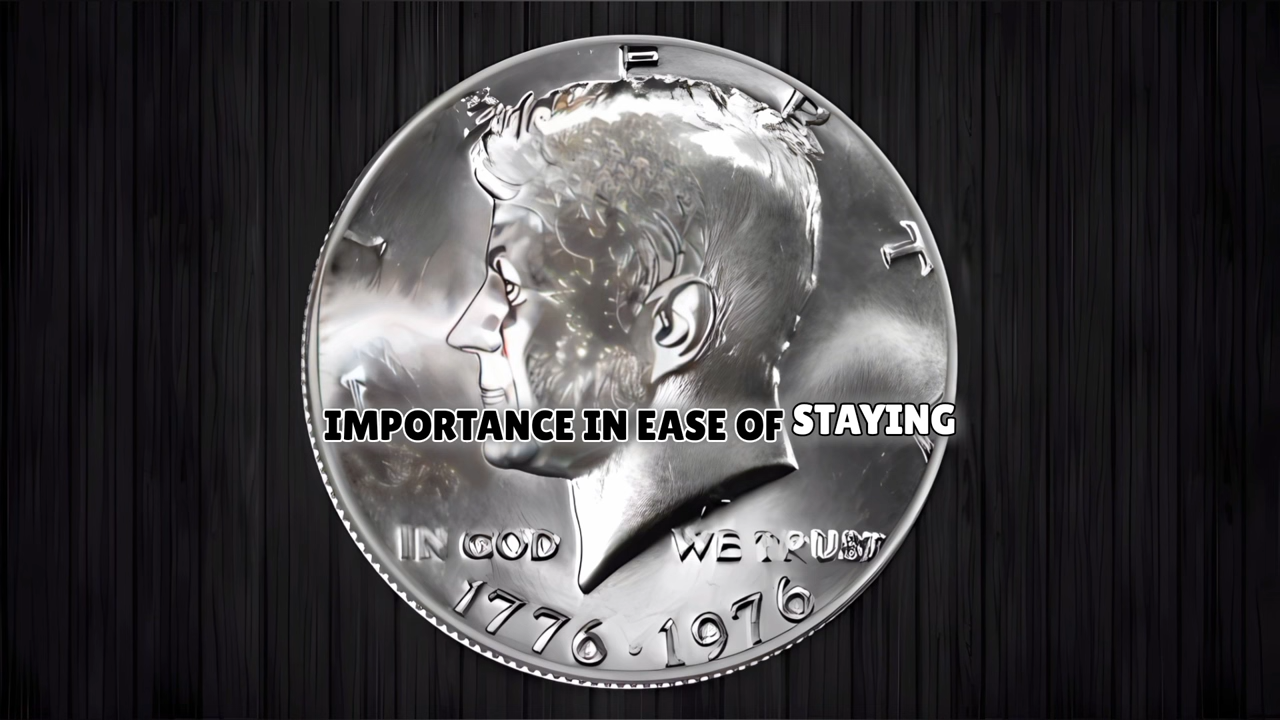 L E R T
IMPORTANCE IN EASE OF STAYING
IN GOD WE TRUST
1776 · 1976